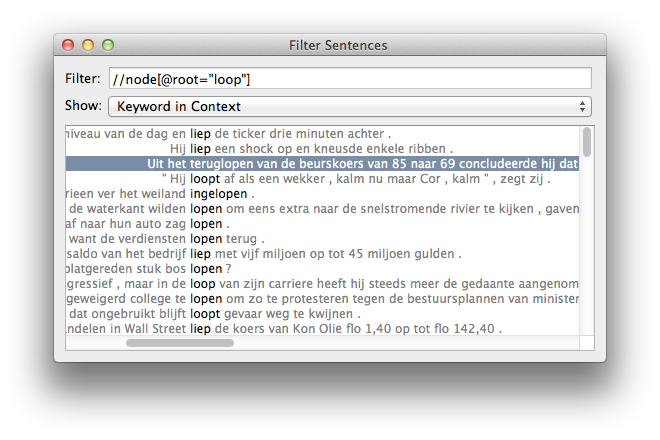 Filter Sentences
Filter: //node[@root="loop"]
Show: Keyword in Context
niveau van de dag en liep de ticker drie minuten achter .
Hij liep een shock op en kneusde enkele ribben .
Uit het teruglopen van de beurskoers van 85 naar 69 concludeerde hij dat
" Hij loopt af als een wekker , kalm nu maar Cor , kalm " , zegt zij .
rieen ver het weiland ingelopen .
de waterkant wilden lopen om eens extra naar de snelstromende rivier te kijken , gaven
af naar hun auto zag lopen .
want de verdiensten lopen terug .
saldo van het bedrijf liep met vijf miljoen op tot 45 miljoen gulden .
platgereden stuk bos lopen ?
gressief , maar in de loop van zijn carriere heeft hij steeds meer de gedaante aangenom
geweigerd college te lopen om zo te protesteren tegen de bestuursplannen van minister
dat ongebruikt blijft loopt gevaar weg te kwijnen .
andelen in Wall Street liep de koers van Kon Olie flo 1,40 op tot flo 142,40 .